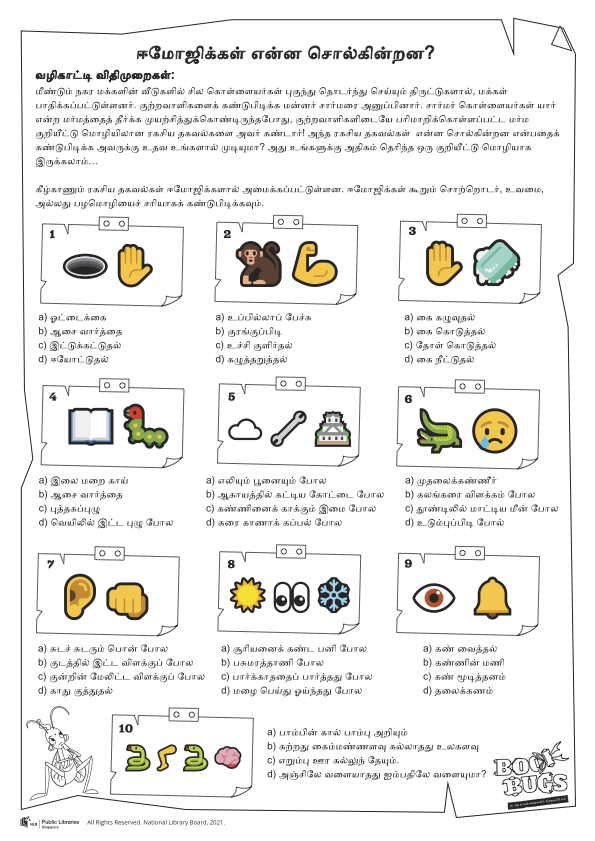 ஈமோஜிக்கள் என்ன சொல்கின்றன?
வழிகாட்டி விதிமுறைகள்:
மீண்டும் நகர மக்களின் வீடுகளில் சில கொள்ளையர்கள் புகுந்து தொடர்ந்து செய்யும் திருட்டுகளால், மக்கள்
பாதிக்கப்பட்டுள்ளனர். குற்றவாளிகளைக் கண்டுபிடிக்க மன்னர் சார்மரை அனுப்பினார். சார்மர் கொள்ளையர்கள் யார்
என்ற மர்மத்தைத் தீர்க்க முயற்சித்துக்கொண்டிருந்தபோது, குற்றவாளிகளிடையே பரிமாறிக்கொள்ளப்பட்ட மர்ம
குறியீட்டு மொழியிலான ரகசிய தகவல்களை அவர் கண்டார்! அந்த ரகசிய தகவல்கள் என்ன சொல்கின்றன என்பதைக்
கண்டுபிடிக்க அவருக்கு உதவ உங்களால் முடியுமா? அது உங்களுக்கு அதிகம் தெரிந்த ஒரு குறியீட்டு மொழியாக
இருக்கலாம்...
கீழ்காணும் ரகசிய தகவல்கள் ஈமோஜிக்களால் அமைக்கப்பட்டுள்ளன. ஈமோஜிக்கள் கூறும் சொற்றொடர், உவமை,
அல்லது பழமொழியைச் சரியாகக் கண்டுபிடிக்கவும்.
1
a) ஓட்டைக்கை
b) ஆசை வார்த்தை
c) இட்டுக்கட்டுதல்
d) ஈயோட்டுதல்
2
a) உப்பில்லாப் பேச்சு
b) குரங்குப்பிடி
c) உச்சி குளிர்தல்
d) கழுத்தறுத்தல்
3
a) கை கழுவுதல்
b) கை கொடுத்தல்
c) தோள் கொடுத்தல்
d) கை நீட்டுதல்
4
a) இலை மறை காய்
b) ஆசை வார்த்தை
c) புத்தகப்புழு
d) வெயிலில் இட்ட புழு போல
5
a) எலியும் பூனையும் போல
b) ஆகாயத்தில் கட்டிய கோட்டை போல
c) கண்ணினைக் காக்கும் இமை போல
d) கரை காணாக் கப்பல் போல
6
a) முதலைக்கண்ணீர்
b) கலங்கரை விளக்கம் போல
c) தூண்டிலில் மாட்டிய மீன் போல
d) உடும்புப்பிடி போல்
7
a) சுடச் சுடரும் பொன் போல
b) குடத்தில் இட்ட விளக்குப் போல
c) குன்றின் மேலிட்ட விளக்குப் போல
d) காது குத்துதல்
8
a) சூரியனைக் கண்ட பனி போல
b) பசுமரத்தாணி போல
c) பார்க்காததைப் பார்த்தது போல
d) மழை பெய்து ஓய்ந்தது போல
9
a) கண் வைத்தல்
b) கண்ணின் மணி
c) கண் மூடித்தனம்
d) தலைக்கணம்
10
a) பாம்பின் கால் பாம்பு அறியும்
b) கற்றது கைம்மண்ணளவு கல்லாதது உலகளவு
c) எறும்பு ஊர கல்லுந் தேயும்.
d) அஞ்சிலே வளையாதது ஐம்பதிலே வளையுமா?
BOOK
BUGS
NLB
Public Libraries
Singapore
All Rights Reserved. National Library Board, 2021.